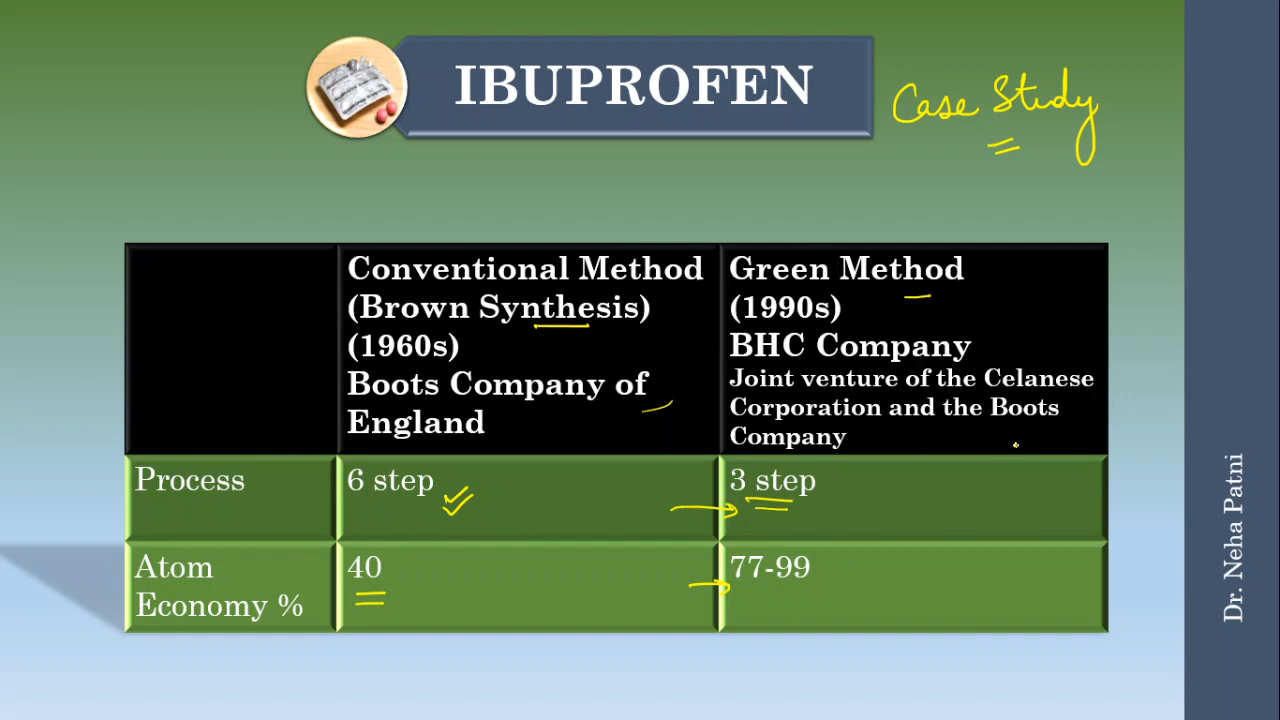 IBUPROFEN
Case Study
Conventional Method
(Brown Synthesis)
(1960s)
Boots Company of
England
Green Method
(1990s)
BHC Company
Joint venture of the Celanese
Corporation and the Boots
Company
Process
6 step
3 step
Atom
Economy %
40
77-99
Dr. Neha Patni